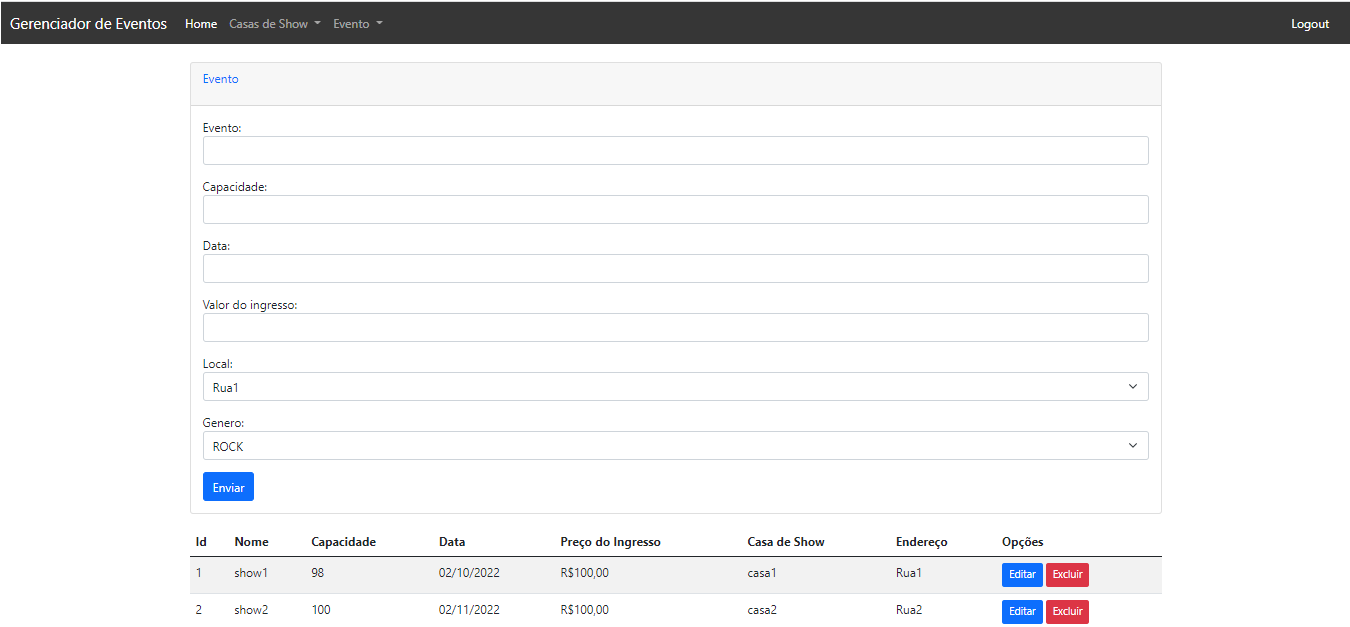 Gerenciador de Eventos Home Casas de Show Evento Logout
Evento
Evento:
Capacidade:
Data:
Valor do ingresso:
Local:
Rua1
Genero:
ROCK
Enviar
Id Nome Capacidade Data Preço do Ingresso Casa de Show Endereço Opções
1 show1 98 02/10/2022 R$100,00 casa1 Rua1 Editar Excluir
2 show2 100 02/11/2022 R$100,00 casa2 Rua2 Editar Excluir